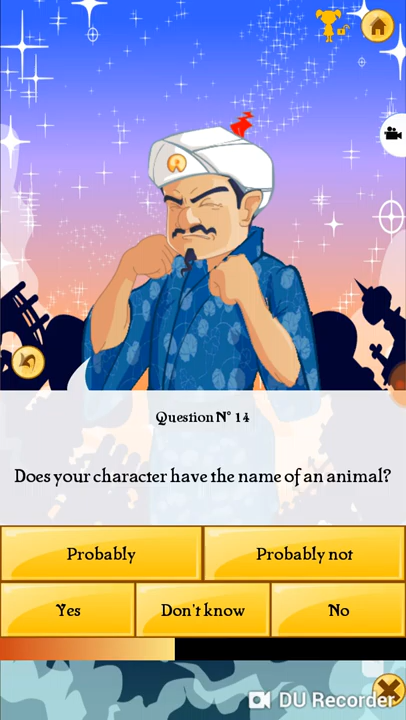 Question N° 14
Does your character have the name of an animal?
Probably
Probably not
Yes
Don't know
No
DU Recorder